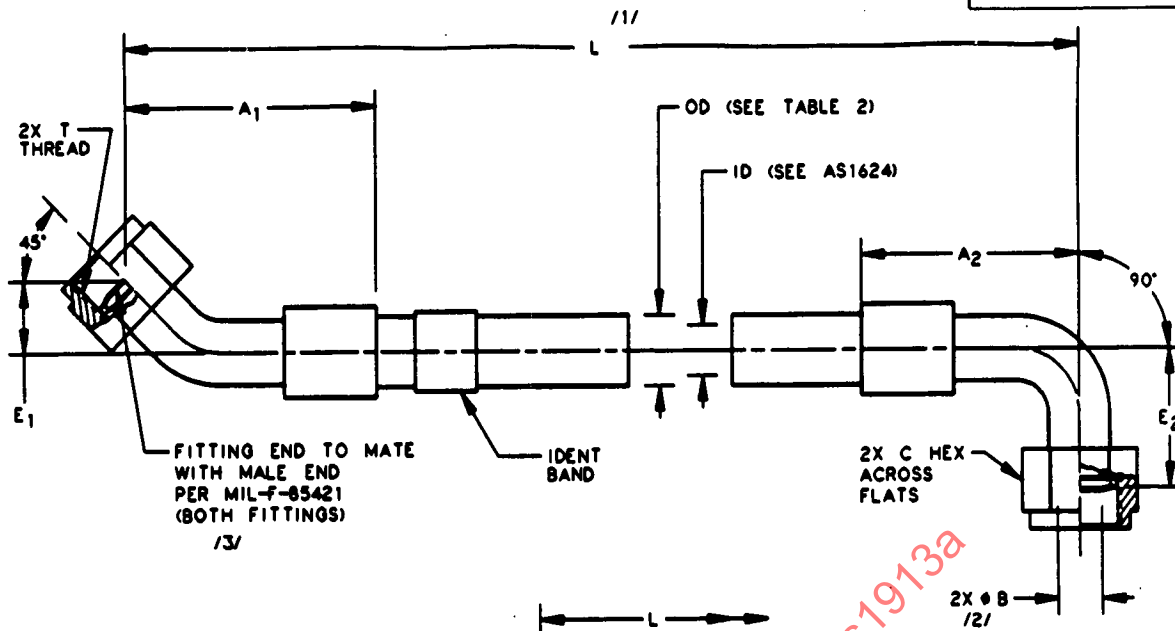 /1/
L
A1
2X T
THREAD
OD (SEE TABLE 2)
ID (SEE AS1624)
A2
45°
90°
E1
E2
FITTING END TO MATE
WITH MALE END
PER MIL-F-85421
(BOTH FITTINGS)
/3/
IDENT
BAND
2X C HEX
ACROSS
FLATS
2X ϕ B
/2/
L
s1913a